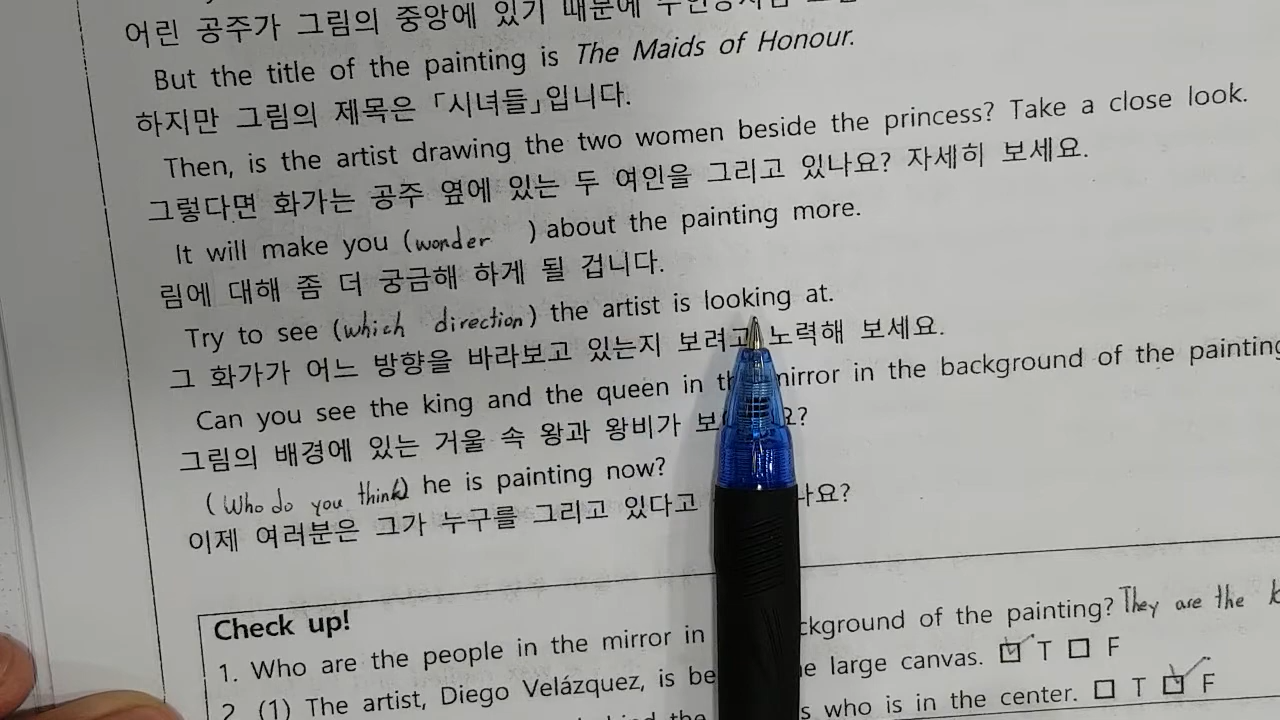 어린 공주가 그림의 중앙에 있기 때문에
But the title of the painting is The Maids of Honour.
하지만 그림의 제목은 「시녀들」입니다.
Then, is the artist drawing the two women beside the princess? Take a close look.
그렇다면 화가는 공주 옆에 있는 두 여인을 그리고 있나요? 자세히 보세요.
It will make you (wonder ) about the painting more.
림에 대해 좀 더 궁금해 하게 될 겁니다.
Try to see (which direction) the artist is looking at.
그 화가가 어느 방향을 바라보고 있는지 보려고 노력해 보세요.
Can you see the king and the queen in the mirror in the background of the painting
그림의 배경에 있는 거울 속 왕과 왕비가
(Who do you think) he is painting now?
이제 여러분은 그가 누구를 그리고 있다고
Check up!
1. Who are the people in the mirror in background of the painting? They are the
2. (1) The artist, Diego Velázquez, is large canvas. ☑ T ☐ F
who is in the center. ☐ T ☑ F